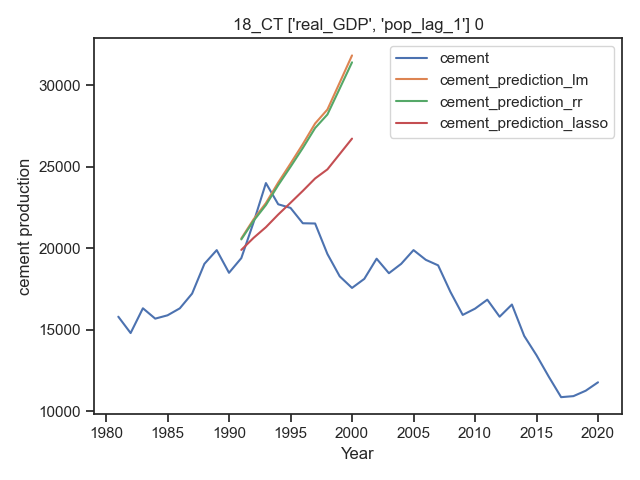 18_CT ['real_GDP', 'pop_lag_1'] 0
cement
cement_prediction_lm
cement_prediction_rr
cement_prediction_lasso
cement production
30000
25000
20000
15000
10000
1980 1985 1990 1995 2000 2005 2010 2015 2020
Year